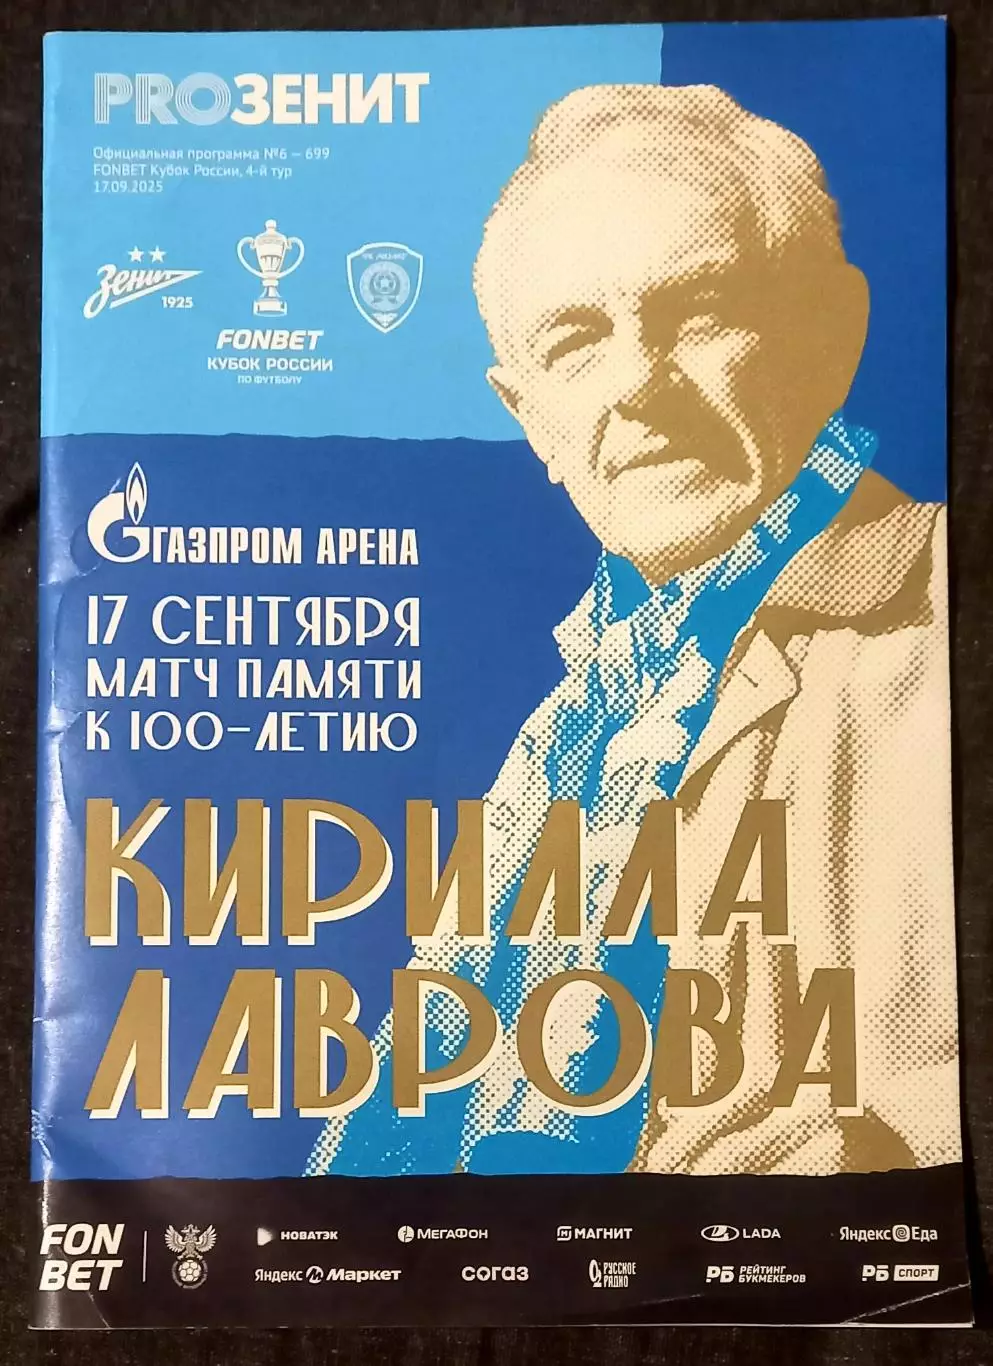 PROЗЕНИТ
Официальная программа №6 – 699
FONBET Кубок России, 4-й тур
17.09.2025
Зенит
1925
FONBET
КУБОК РОССИИ
ПО ФУТБОЛУ
ГАЗПРОМ АРЕНА
17 СЕНТЯБРЯ
МАТЧ ПАМЯТИ
К 100-ЛЕТИЮ
КИРИЛЛА
ЛАВРОВА
FON
BET
НОВАТЭК
МЕГАФОН
МАГНИТ
LADA
Яндекс Еда
Яндекс Маркет
СОГАЗ
РУССКОЕ
РАДИО
РБ РЕЙТИНГ
БУКМЕКЕРОВ
РБ СПОРТ